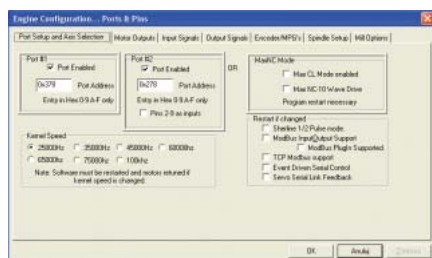 Engine Configuration... Ports & Pins
Port Setup and Axis Selection
Motor Outputs
Input Signals
Output Signals
Encoder/MPG's
Spindle Setup
Mill Options
Port #1
Port Enabled
0x378
Port Address
Entry in Hex 0-9 A-F only
Port #2
Port Enabled
0x278
Port Address
Entry in Hex 0-9 A-F only
Pins 2-9 as inputs
OR
MaxNC Mode
Max CL Mode enabled
Max NC-10 Wave Drive
Program restart necessary
Kernel Speed
25000Hz
35000Hz
45000Hz
60000hz
65000hz
75000hz
100khz
Note: Software must be restarted and motors retuned if
kernel speed is changed.
Restart if changed
Sherline 1/2 Pulse mode.
ModBus InputOutput Support
ModBus PlugIn Supported.
TCP Modbus support
Event Driven Serial Control
Servo Serial Link Feedback
OK
Anuluj